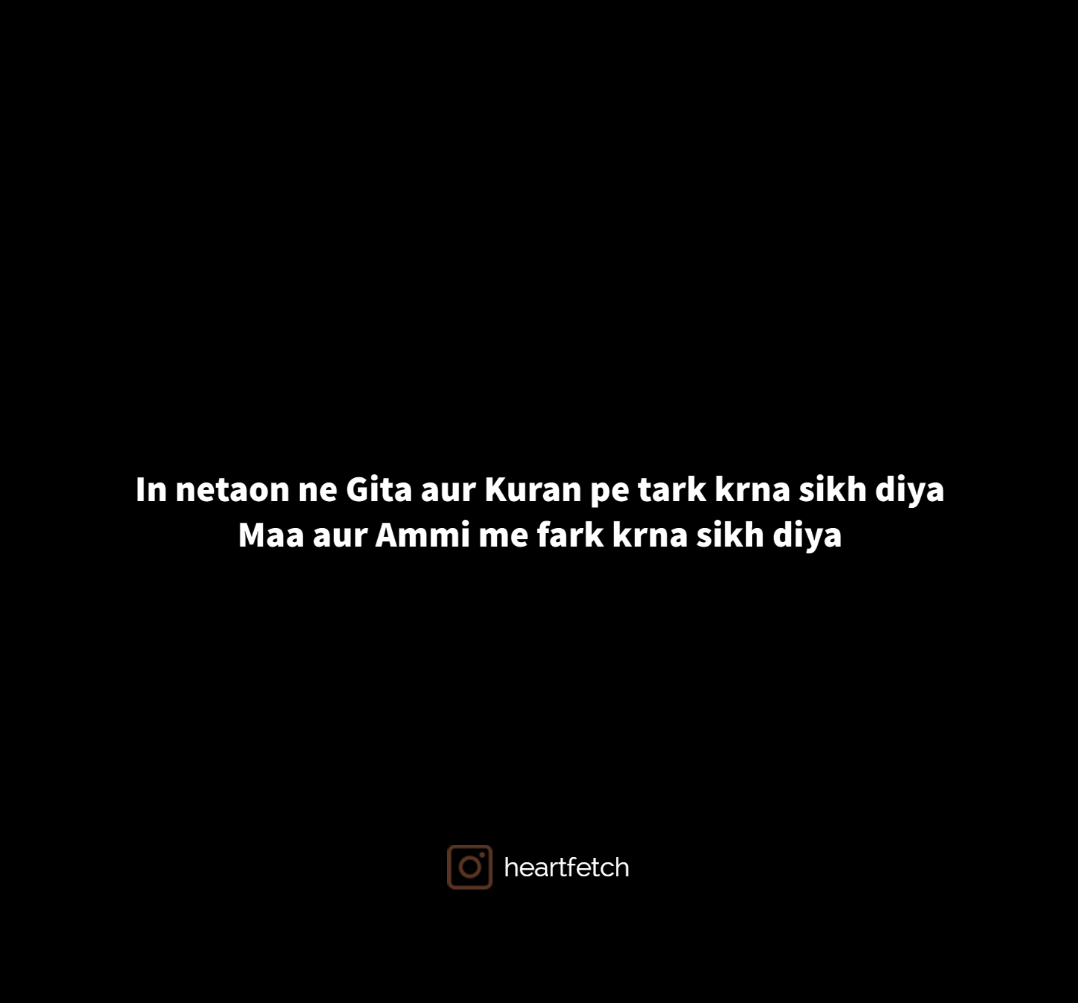 In netaon ne Gita aur Kuran pe tark krna sikh diya
Maa aur Ammi me fark krna sikh diya
heartfetch